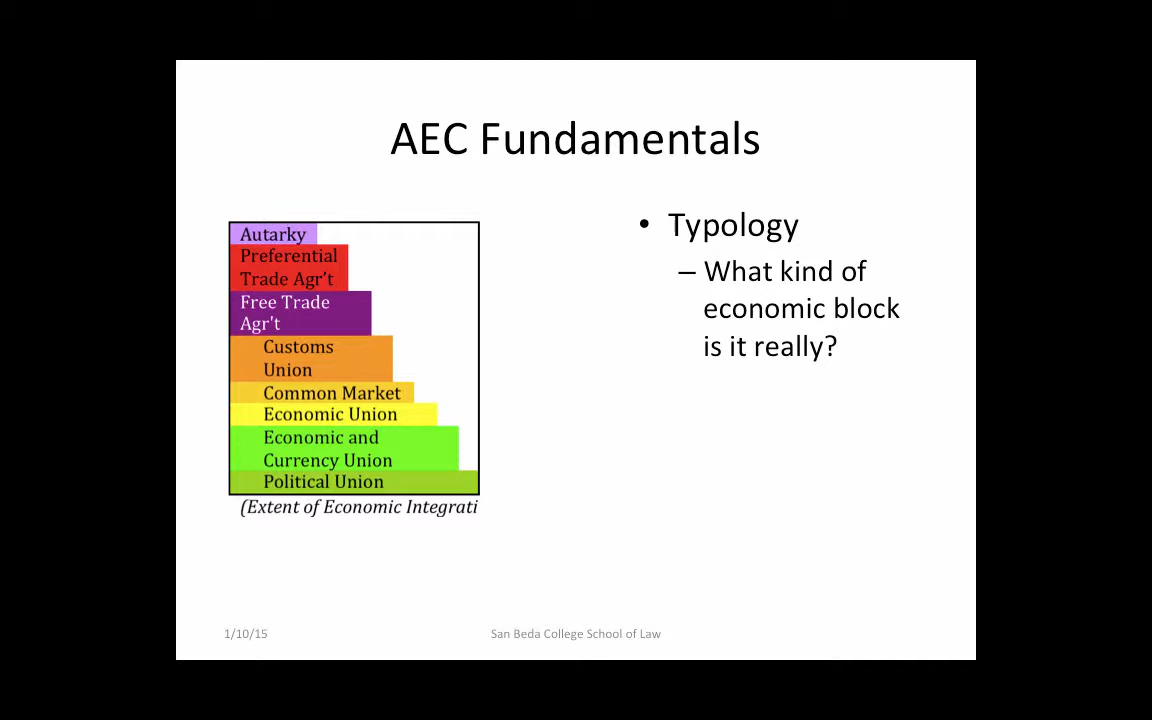 AEC Fundamentals
Autarky
Preferential
Trade Agr't
Free Trade
Agr't
Customs
Union
Common Market
Economic Union
Economic and
Currency Union
Political Union
(Extent of Economic Integrati
• Typology
– What kind of
economic block
is it really?
1/10/15
San Beda College School of Law